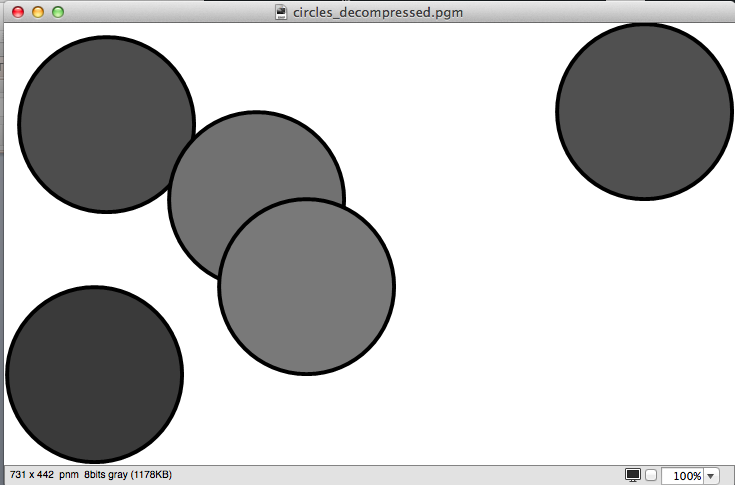 circles_decompressed.pgm
731 x 442 pnm 8bits gray (1178KB)
100%